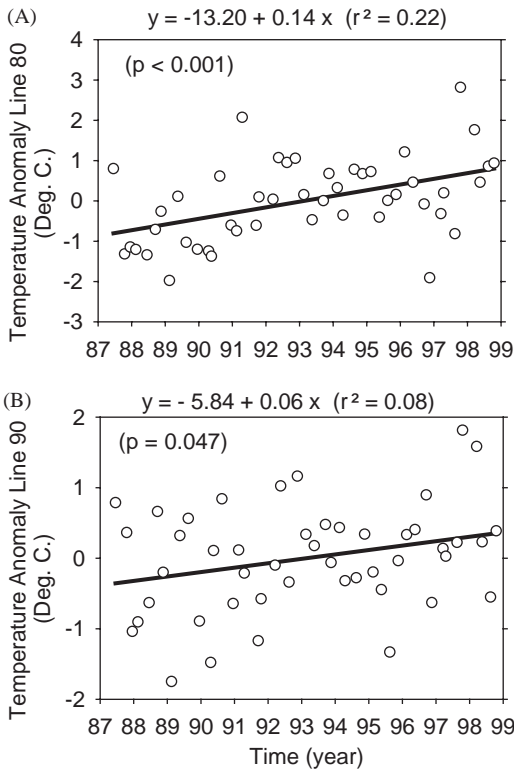 (A)
y = -13.20 + 0.14 x (r² = 0.22)
(p < 0.001)
Temperature Anomaly Line 80
(Deg. C.)
4
3
2
1
0
-1
-2
-3
87 88 89 90 91 92 93 94 95 96 97 98 99
(B)
y = - 5.84 + 0.06 x (r² = 0.08)
(p = 0.047)
Temperature Anomaly Line 90
(Deg. C.)
2
1
0
-1
-2
87 88 89 90 91 92 93 94 95 96 97 98 99
Time (year)